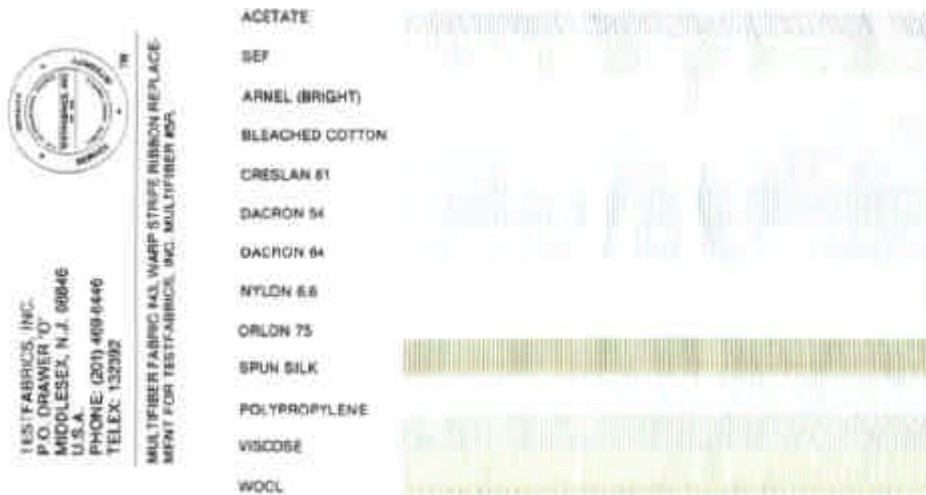 TESTFABRICS, INC.
P.O. DRAWER 'O'
MIDDLESEX, N.J. 08846
U.S.A.
PHONE: (201) 469-6446
TELEX: 132392
MULTIFIBER FABRIC #43, WARP STRIPE RIBBON REPLACE-
MENT FOR TESTFABRICS, INC. MULTIFIBER
TM
ACETATE
SEF
ARNEL (BRIGHT)
BLEACHED COTTON
CRESLAN 61
DACRON 54
DACRON 64
NYLON 6.6
ORLON 75
SPUN SILK
POLYPROPYLENE
VISCOSE
WOOL